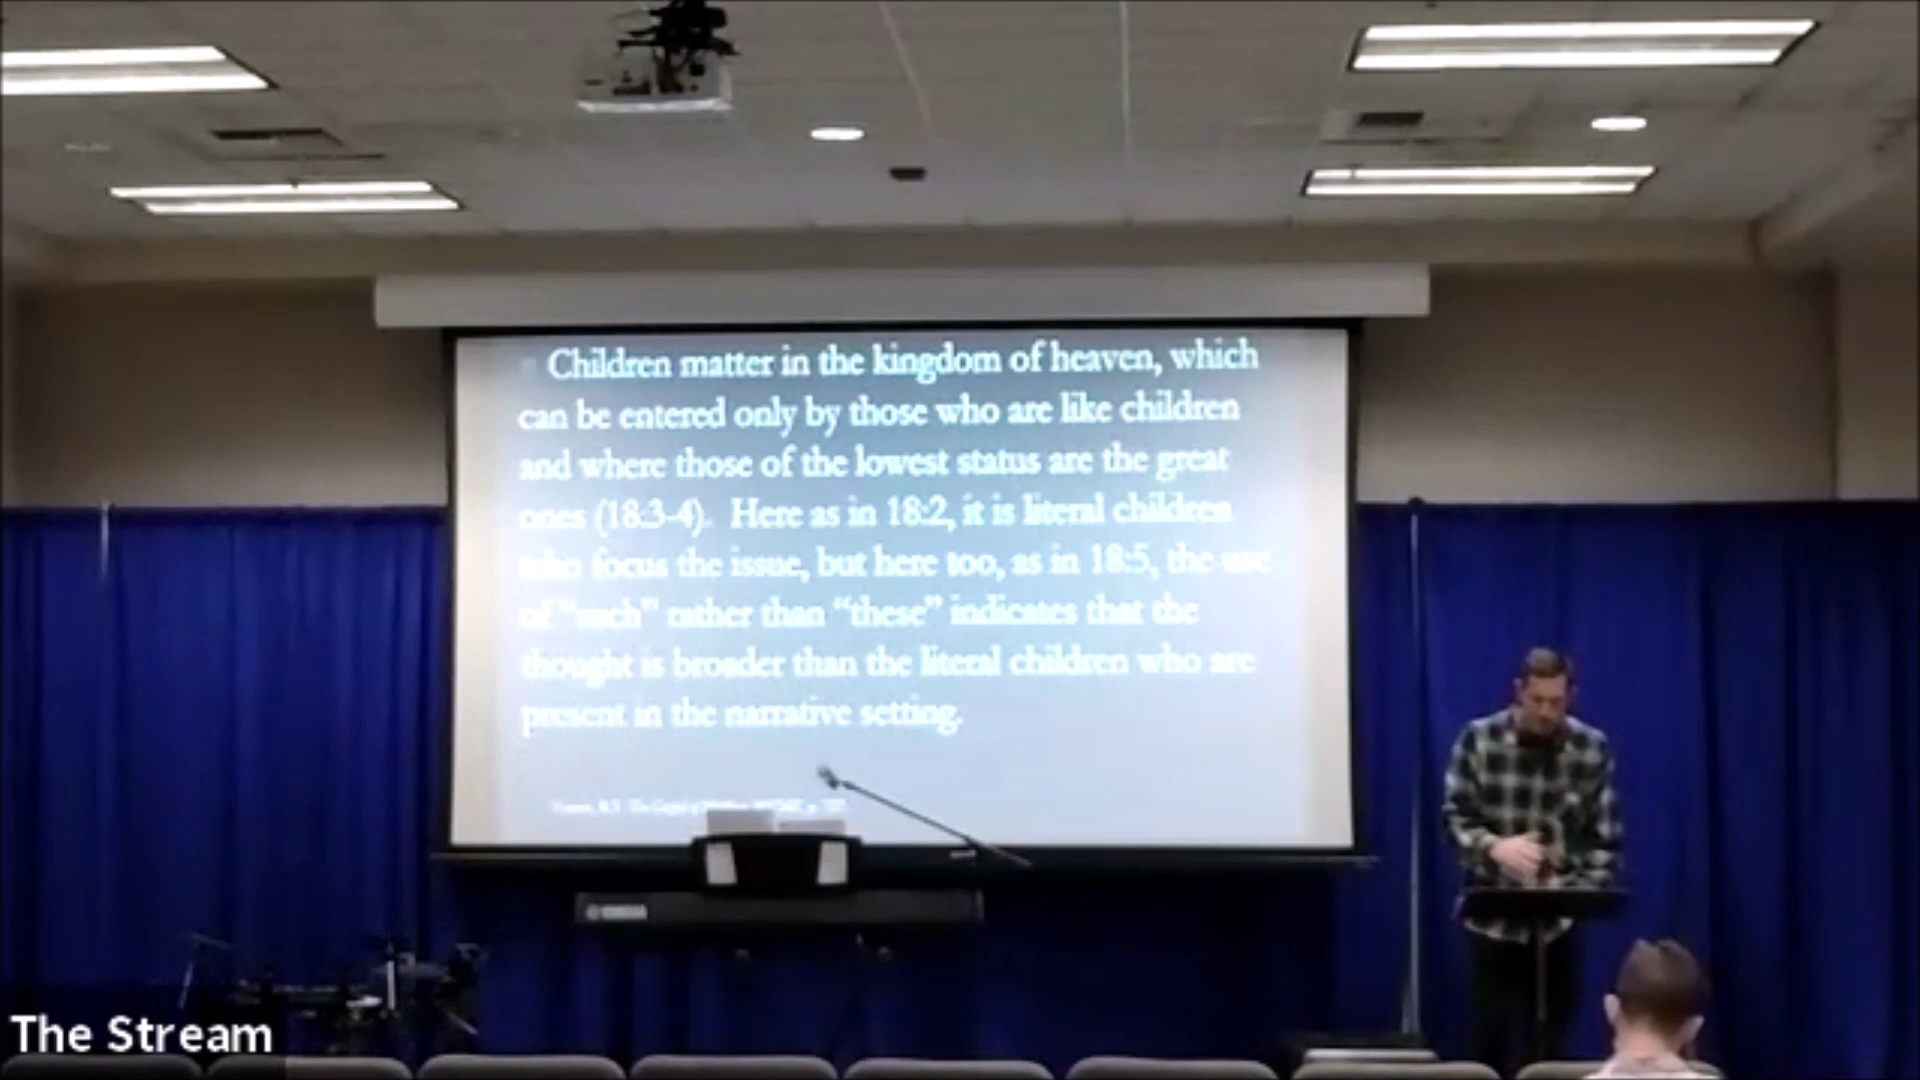 Children matter in the kingdom of heaven, which
can be entered only by those who are like children
and where those of the lowest status are the great
ones (18:3-4). Here as in 18:2, it is literal children
who focus the issue, but here too, as in 18:5, the use
of “such” rather than “these” indicates that the
thought is broader than the literal children who are
present in the narrative setting.
YAMAHA
The Stream